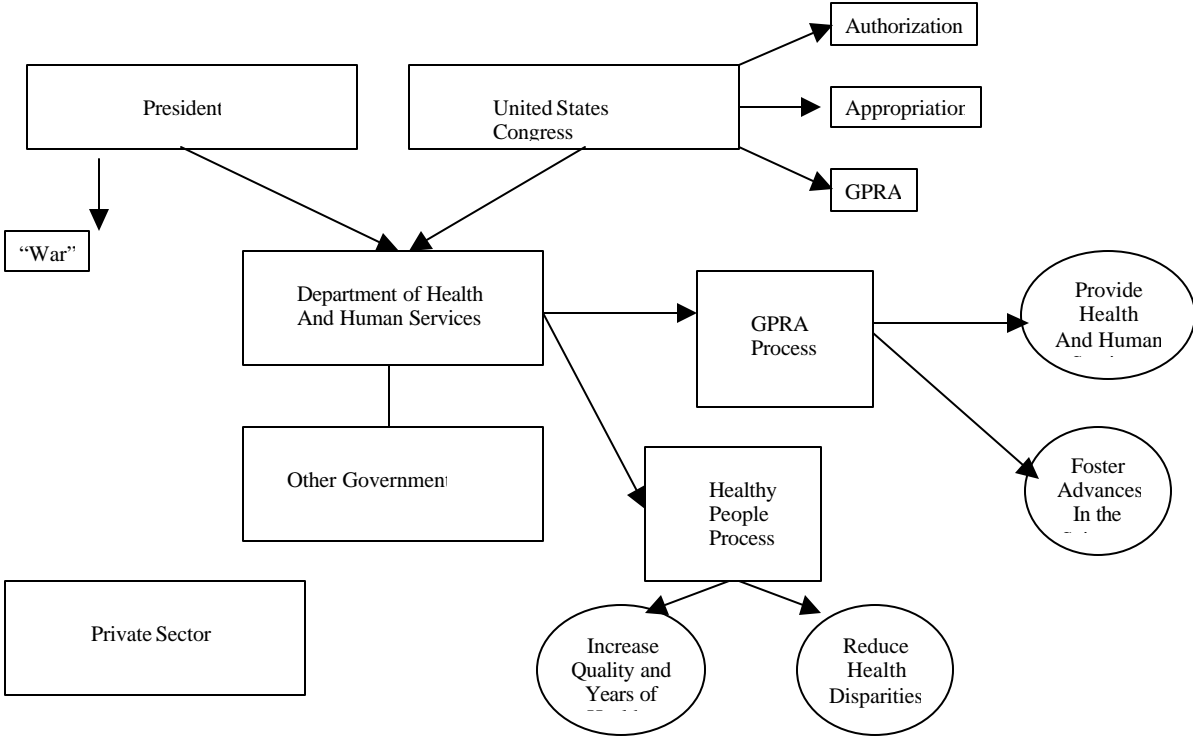 Authorization
President
United States
Congress
Appropriation
GPRA
“War”
Department of Health
And Human Services
GPRA
Process
Provide
Health
And Human
Other Government
Healthy
People
Process
Foster
Advances
In the
Private Sector
Increase
Quality and
Years of
Reduce
Health
Disparities